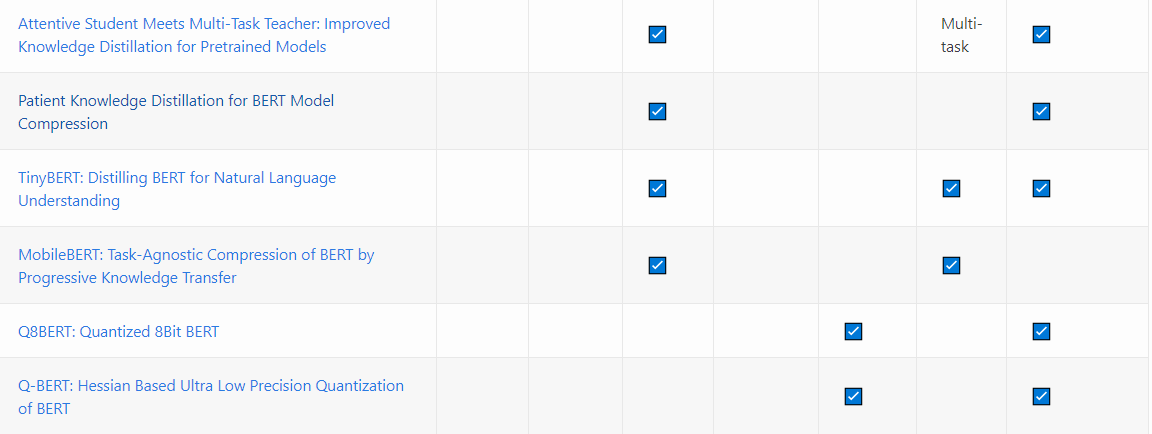 Attentive Student Meets Multi-Task Teacher: Improved
Knowledge Distillation for Pretrained Models
Multi-
task
Patient Knowledge Distillation for BERT Model
Compression
TinyBERT: Distilling BERT for Natural Language
Understanding
MobileBERT: Task-Agnostic Compression of BERT by
Progressive Knowledge Transfer
Q8BERT: Quantized 8Bit BERT
Q-BERT: Hessian Based Ultra Low Precision Quantization
of BERT